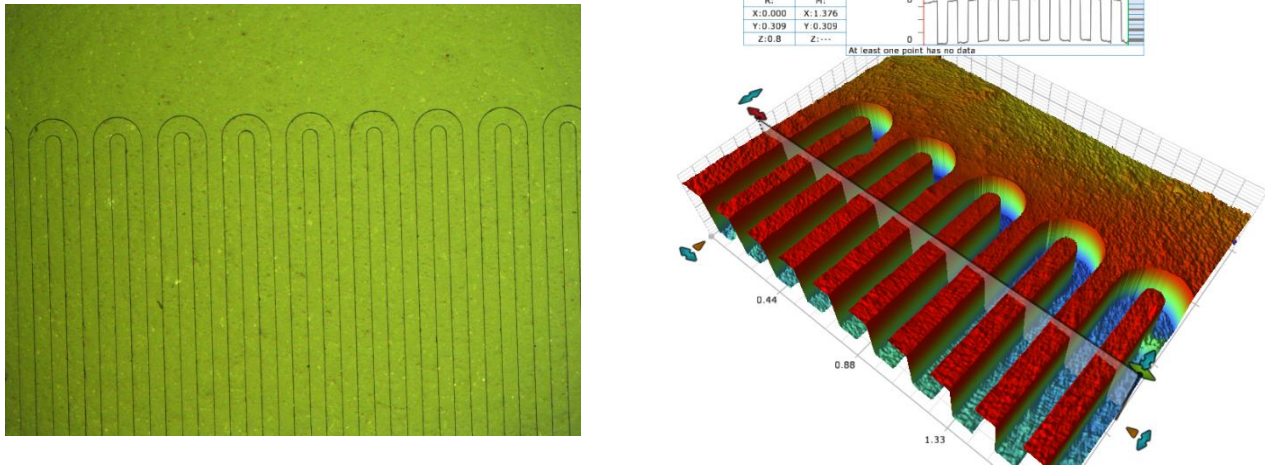 X:0.000 X:1.376
Y:0.309 Y:0.309
Z:0.8 Z:---
0
At least one point has no data
0.44
0.88
1.33